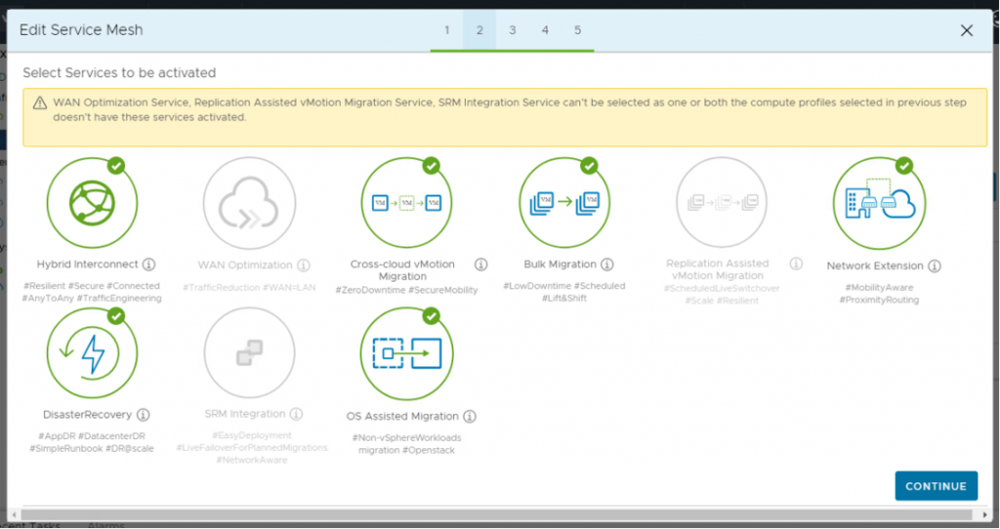 Edit Service Mesh
1 2 3 4 5
Select Services to be activated
WAN Optimization Service, Replication Assisted vMotion Migration Service, SRM Integration Service can't be selected as one or both the compute profiles selected in previous step
doesn't have these services activated.
VM VM VM
VM VM
VM VM VM
Hybrid Interconnect
#Resilient #Secure #Connected
#AnyToAny #TrafficEngineering
WAN Optimization
#TrafficReduction #WAN=LAN
Cross-cloud vMotion
Migration
#ZeroDowntime #SecureMobility
Bulk Migration
#LowDowntime #Scheduled
#Lift&Shift
Replication Assisted
vMotion Migration
#ScheduledLiveSwitchover
#Scale #Resilient
Network Extension
#MobilityAware
#ProximityRouting
DisasterRecovery
#AppDR #DatacenterDR
#SimpleRunbook #DR@scale
SRM Integration
#EasyDeployment
#LiveFailoverForPlannedMigrations
#NetworkAware
OS Assisted Migration
#Non-vSphereWorkloads
migration #Openstack
CONTINUE
Tasks Alarms